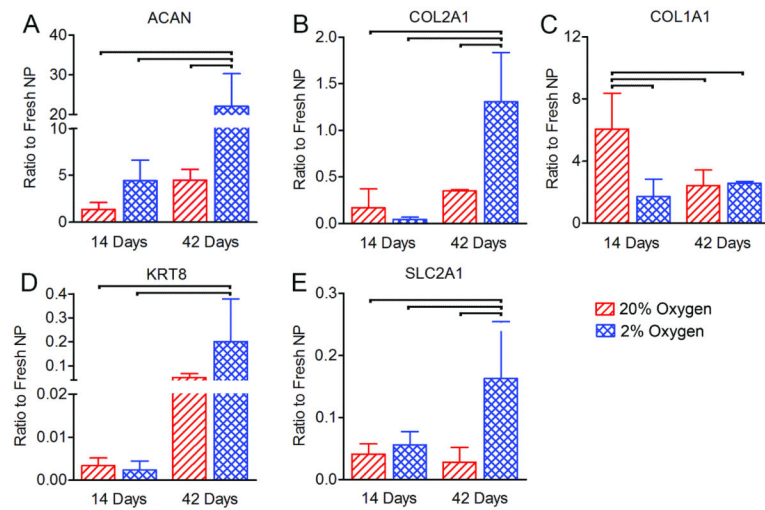 A
ACAN
Ratio to Fresh NP
40
30
20
10
5
0
14 Days
42 Days
B
COL2A1
Ratio to Fresh NP
2.0
1.5
1.0
0.5
0.0
14 Days
42 Days
C
COL1A1
Ratio to Fresh NP
12
8
4
0
14 Days
42 Days
D
KRT8
Ratio to Fresh NP
0.4
0.3
0.2
0.1
0.02
0.01
0.00
14 Days
42 Days
E
SLC2A1
Ratio to Fresh NP
0.3
0.2
0.1
0.0
14 Days
42 Days
20% Oxygen
2% Oxygen